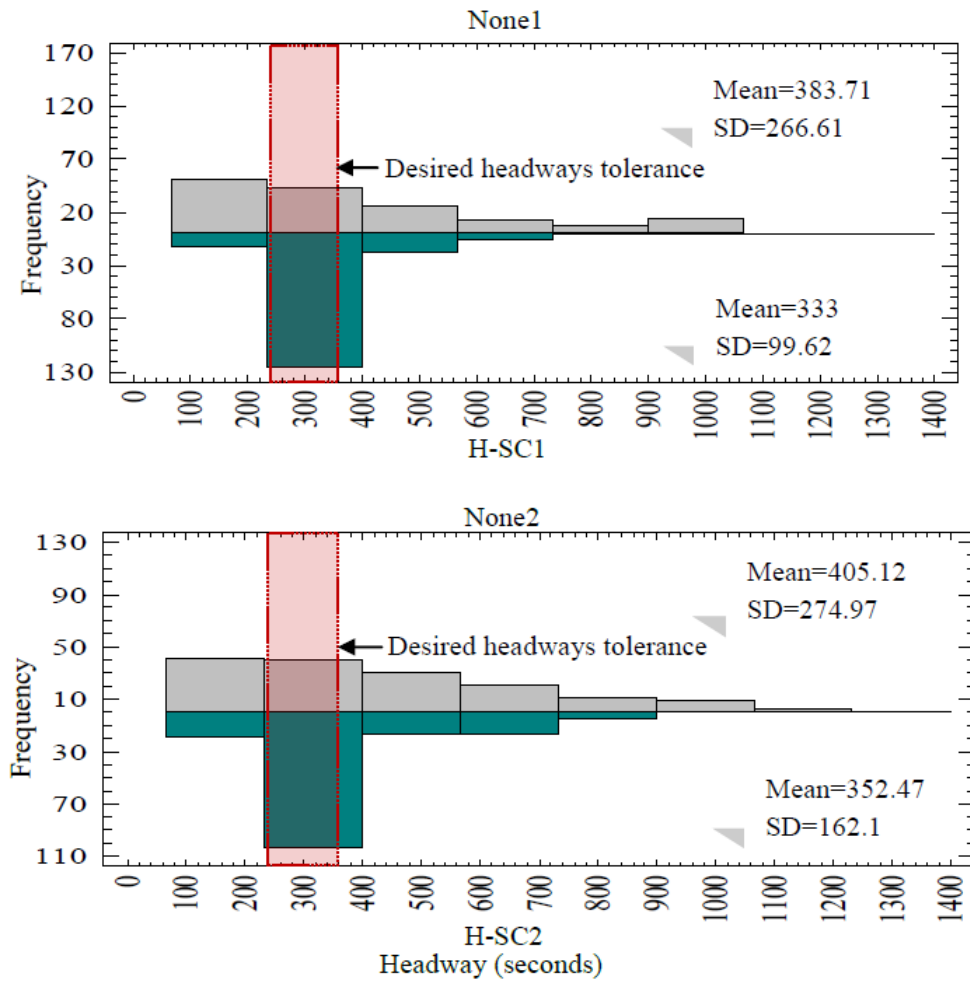 None1
170
120
70
20
30
80
130
Frequency
Mean=383.71
SD=266.61
Desired headways tolerance
Mean=333
SD=99.62
0 100 200 300 400 500 600 700 800 900 1000 1100 1200 1300 1400
H-SC1
None2
130
90
50
10
30
70
110
Frequency
Mean=405.12
SD=274.97
Desired headways tolerance
Mean=352.47
SD=162.1
0 100 200 300 400 500 600 700 800 900 1000 1100 1200 1300 1400
H-SC2
Headway (seconds)